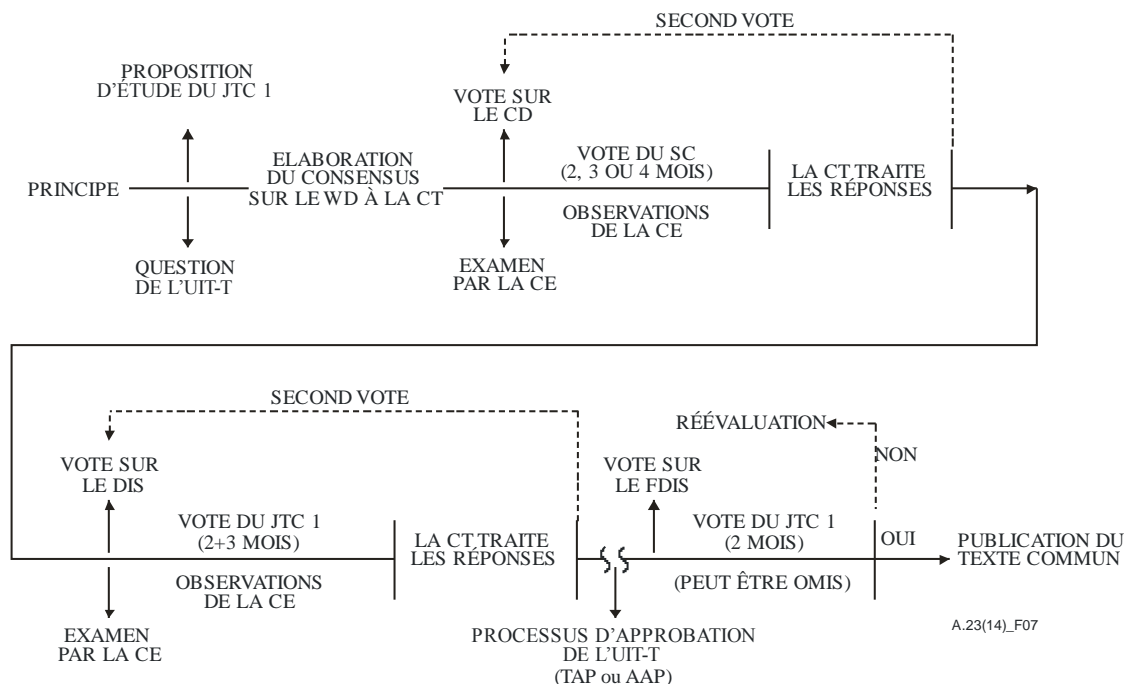 SECOND VOTE
PROPOSITION
D'ÉTUDE DU JTC 1
VOTE SUR
LE CD
PRINCIPE
ELABORATION
DU CONSENSUS
SUR LE WD À LA CT
VOTE DU SC
(2, 3 OU 4 MOIS)
LA CT TRAITE
LES RÉPONSES
OBSERVATIONS
DE LA CE
QUESTION
DE L'UIT-T
EXAMEN
PAR LA CE
SECOND VOTE
RÉÉVALUATION
NON
VOTE SUR
LE DIS
VOTE SUR
LE FDIS
VOTE DU JTC 1
(2+3 MOIS)
LA CT TRAITE
LES RÉPONSES
VOTE DU JTC 1
(2 MOIS)
OUI
PUBLICATION DU
TEXTE COMMUN
OBSERVATIONS
DE LA CE
(PEUT ÊTRE OMIS)
EXAMEN
PAR LA CE
PROCESSUS D'APPROBATION
DE L'UIT-T
(TAP ou AAP)
A.23(14)_F07